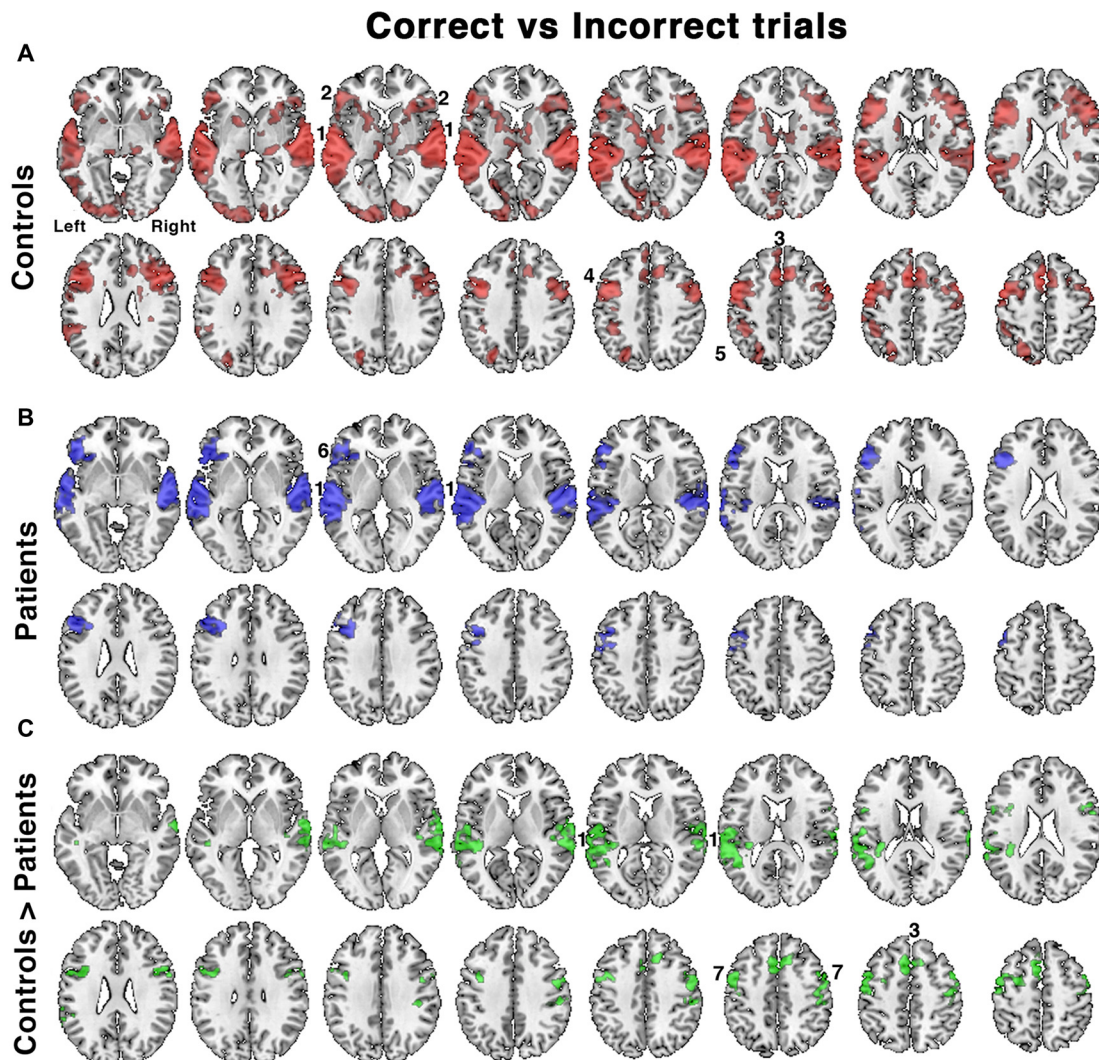 Correct vs Incorrect trials
A
Controls
2 2
1 1
Left Right
3
4
5
B
Patients
6
1 1
C
Controls > Patients
1 1
3
7 7